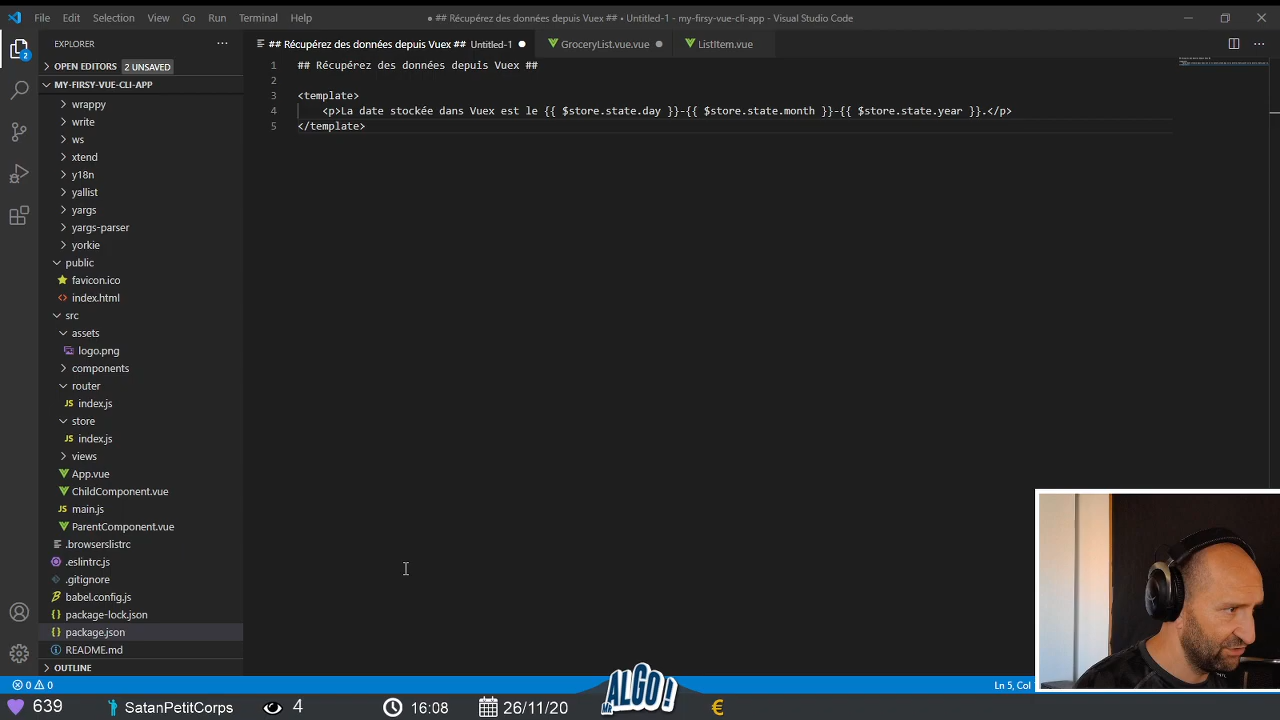 File Edit Selection View Go Run Terminal Help
● ## Récupérez des données depuis Vuex ## • Untitled-1 - my-firsy-vue-cli-app - Visual Studio Code
2
EXPLORER
OPEN EDITORS 2 UNSAVED
MY-FIRSY-VUE-CLI-APP
wrappy
write
ws
xtend
y18n
yallist
yargs
yargs-parser
yorkie
public
favicon.ico
index.html
src
assets
logo.png
components
router
JS index.js
store
JS index.js
views
App.vue
ChildComponent.vue
JS main.js
ParentComponent.vue
.browserslistrc
.eslintrc.js
.gitignore
babel.config.js
package-lock.json
package.json
README.md
OUTLINE
## Récupérez des données depuis Vuex ## Untitled-1 ● GroceryList.vue.vue ● ListItem.vue
1 ## Récupérez des données depuis Vuex ##
2
3 <template>
4 <p>La date stockée dans Vuex est le {{ $store.state.day }}-{{ $store.state.month }}-{{ $store.state.year }}.</p>
5 </template>
0 0
Ln 5, Col
639 SatanPetitCorps 4 16:08 26/11/20 Mr ALGO! €